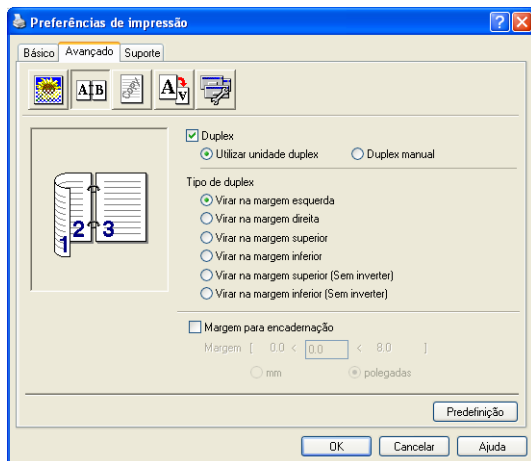 Preferências de impressão
Básico Avançado Suporte
A B
A A
1 2 3
Duplex
Utilizar unidade duplex Duplex manual
Tipo de duplex
Virar na margem esquerda
Virar na margem direita
Virar na margem superior
Virar na margem inferior
Virar na margem superior (Sem inverter)
Virar na margem inferior (Sem inverter)
Margem para encadernação
Margem [ 0.0 < 0.0 < 8.0 ]
mm polegadas
Predefinição
OK Cancelar Ajuda